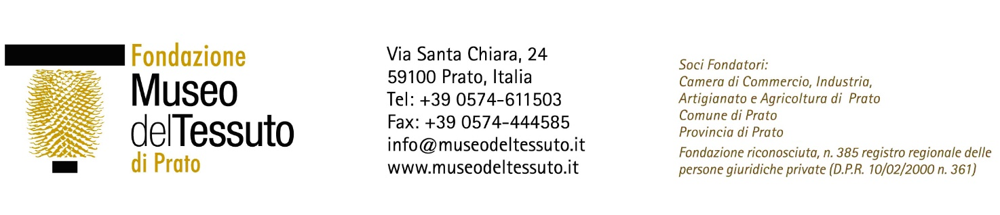 Fondazione
Museo
delTessuto
di Prato
Via Santa Chiara, 24
59100 Prato, Italia
Tel: +39 0574-611503
Fax: +39 0574-444585
info@museodeltessuto.it
www.museodeltessuto.it
Soci Fondatori:
Camera di Commercio, Industria,
Artigianato e Agricoltura di Prato
Comune di Prato
Provincia di Prato
Fondazione riconosciuta, n. 385 registro regionale delle
persone giuridiche private (D.P.R. 10/02/2000 n. 361)